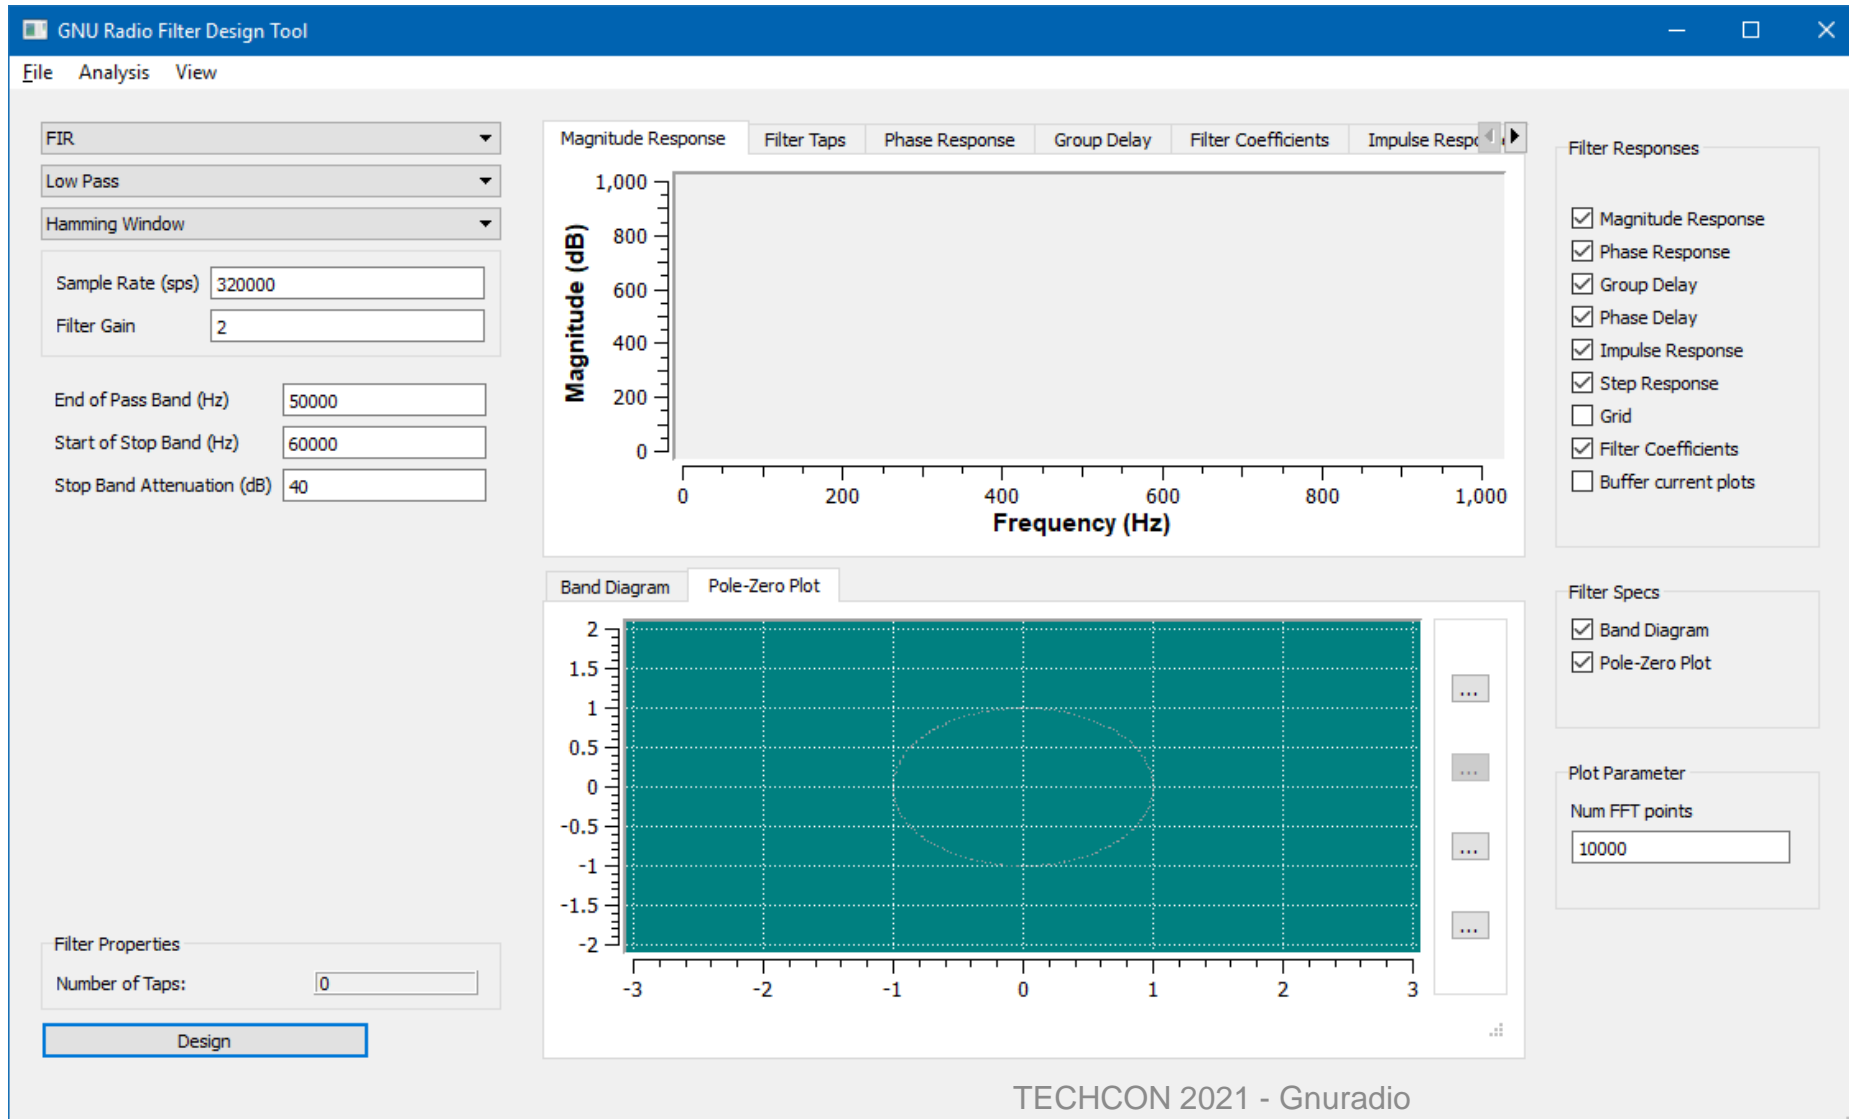 GNU Radio Filter Design Tool
File Analysis View
FIR
Low Pass
Hamming Window
Sample Rate (sps) 320000
Filter Gain 2
End of Pass Band (Hz) 50000
Start of Stop Band (Hz) 60000
Stop Band Attenuation (dB) 40
Filter Properties
Number of Taps: 0
Design
Magnitude Response Filter Taps Phase Response Group Delay Filter Coefficients Impulse Respo
1,000
800
600
400
200
0
Magnitude (dB)
0 200 400 600 800 1,000
Frequency (Hz)
Band Diagram Pole-Zero Plot
2
1.5
1
0.5
0
-0.5
-1
-1.5
-2
-3 -2 -1 0 1 2 3
...
...
...
...
Filter Responses
Magnitude Response
Phase Response
Group Delay
Phase Delay
Impulse Response
Step Response
Grid
Filter Coefficients
Buffer current plots
Filter Specs
Band Diagram
Pole-Zero Plot
Plot Parameter
Num FFT points
10000
TECHCON 2021 - Gnuradio